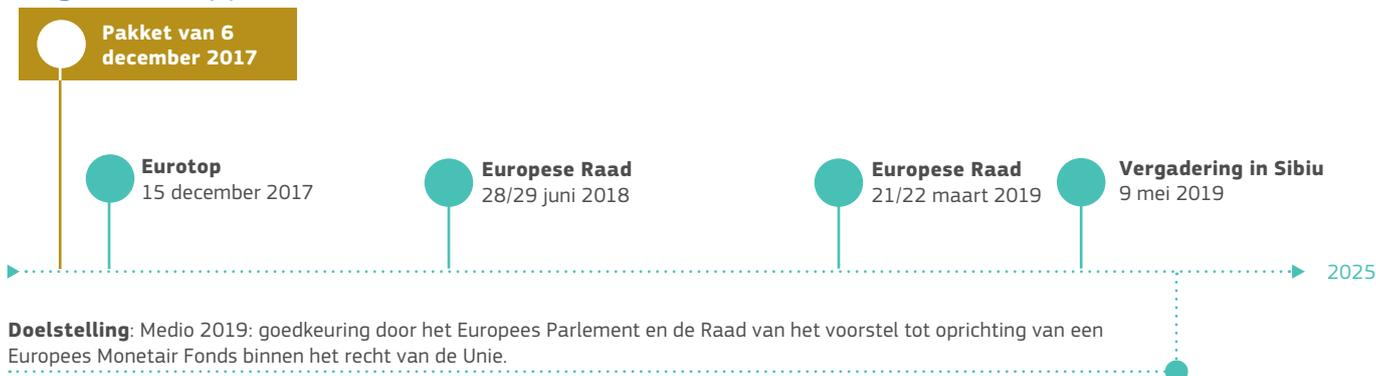 Pakket van 6
december 2017
Eurotop
15 december 2017
Europese Raad
28/29 juni 2018
Europese Raad
21/22 maart 2019
Vergadering in Sibiu
9 mei 2019
2025
Doelstelling: Medio 2019: goedkeuring door het Europees Parlement en de Raad van het voorstel tot oprichting van een
Europees Monetair Fonds binnen het recht van de Unie.